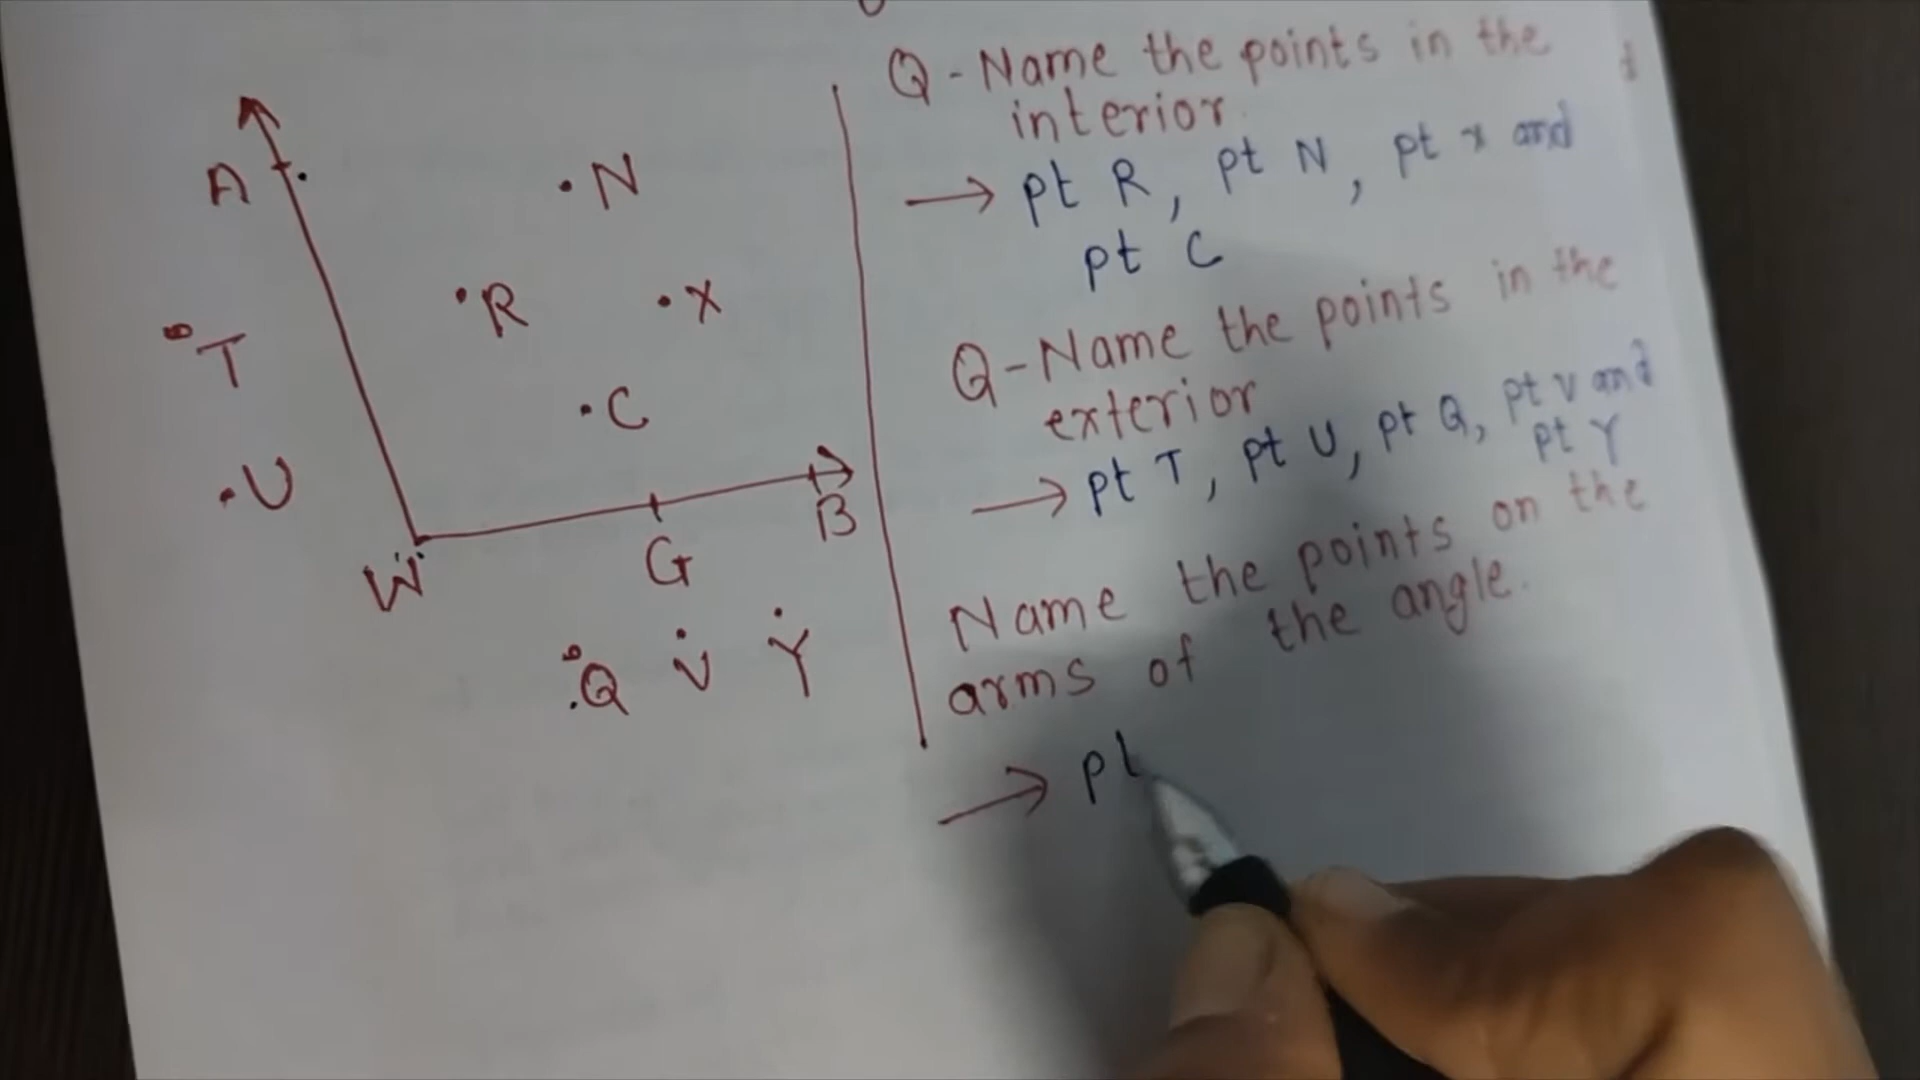 A
N
R
X
T
C
U
B
W
G
Q
V
Y
Q - Name the points in the
interior
→ pt R, pt N, pt x and
pt C
Q - Name the points in the
exterior
→ pt T, pt U, pt Q, pt V and
pt Y
Name the points on the
arms of the angle.
→ pt